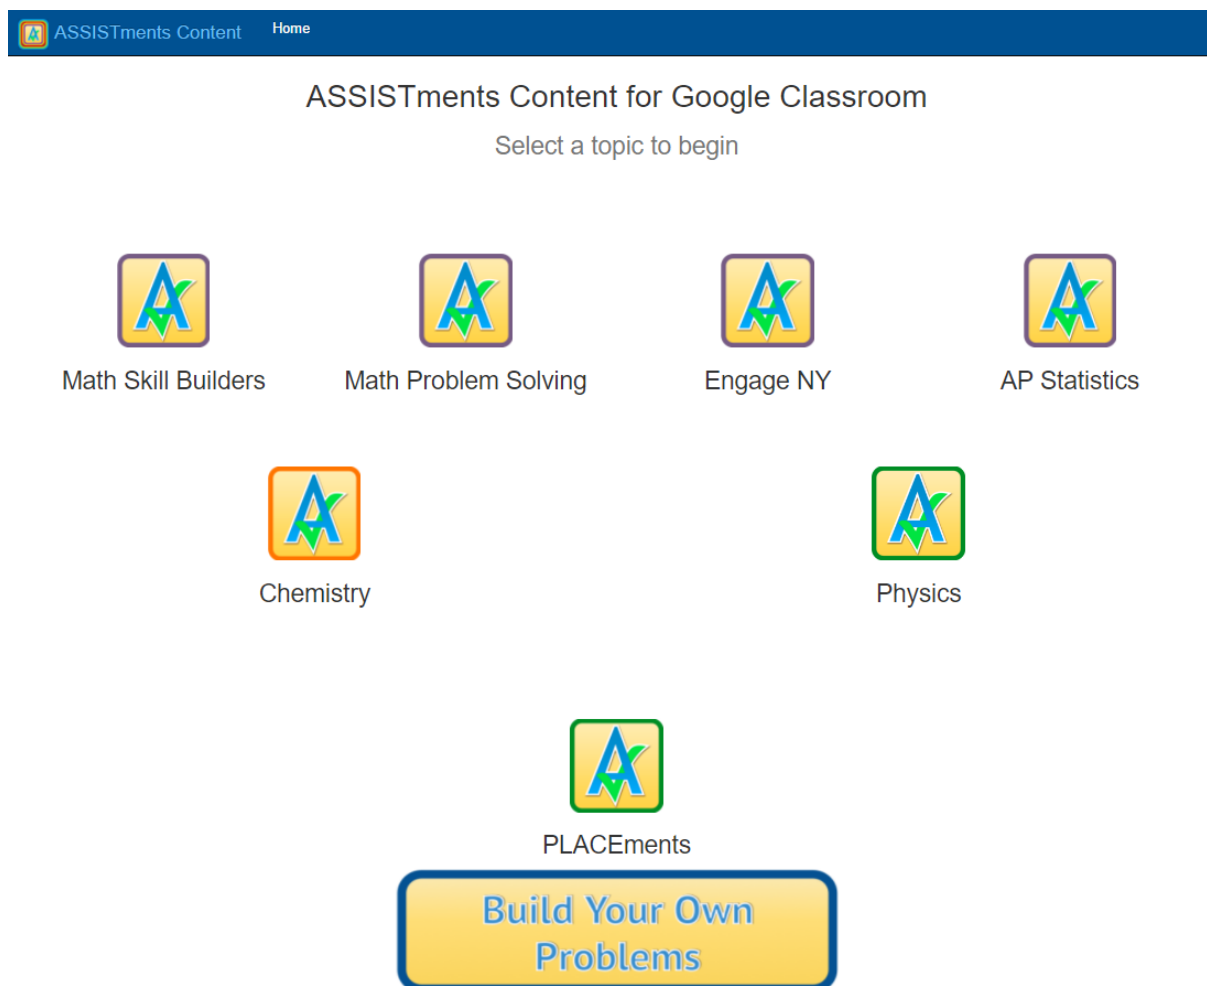 ASSISTments Content Home
ASSISTments Content for Google Classroom
Select a topic to begin
Math Skill Builders
Math Problem Solving
Engage NY
AP Statistics
Chemistry
Physics
PLACEments
Build Your Own
Problems